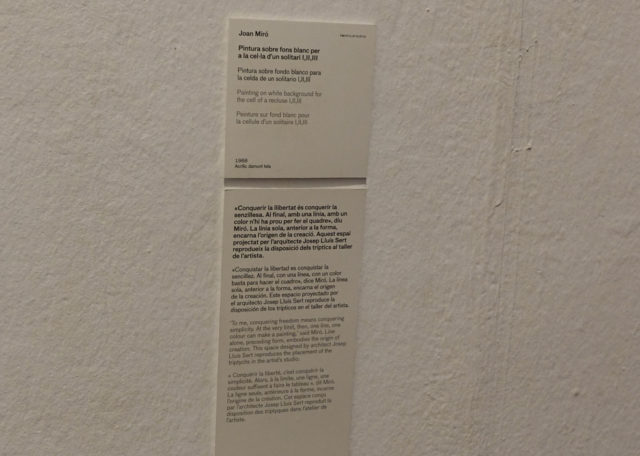 Joan Miró
Pintura sobre fons blanc per
a la cel·la d'un solitari I,II,III
Pintura sobre fondo blanco para
la celda de un solitario I,II,III
Painting on white background for
the cell of a recluse I,II,III
Peinture sur fond blanc pour
la cellule d'un solitaire I,II,III
1968
Acrílic damunt tela
«Conquerir la llibertat és conquerir la
senzillesa. Al final, amb una línia, amb un
color n'hi ha prou per fer el quadre», diu
Miró. La línia sola, anterior a la forma,
encarna l'origen de la creació. Aquest espai
projectat per l'arquitecte Josep Lluís Sert
reprodueix la disposició dels tríptics al taller
de l'artista.
«Conquistar la libertad es conquistar la
sencillez. Al final, con una línea, con un color
basta para hacer el cuadro», dice Miró. La línea
sola, anterior a la forma, encarna el origen
de la creación. Este espacio proyectado por
el arquitecto Josep Lluís Sert reproduce la
disposición de los trípticos en el taller del artista.
'To me, conquering freedom means conquering
simplicity. At the very limit, then, one line, one
colour can make a painting,' said Miró. Line
alone, preceding form, embodies the origin of
creation. This space designed by architect Josep
Lluís Sert reproduces the placement of the
triptychs in the artist's studio.
« Conquérir la liberté, c'est conquérir la
simplicité. Alors, à la limite, une ligne, une
couleur suffisent à faire le tableau », dit Miró.
La ligne seule, antérieure à la forme, incarne
l'origine de la création. Cet espace conçu
par l'architecte Josep Lluís Sert reproduit la
disposition des triptyques dans l'atelier de
l'artiste.